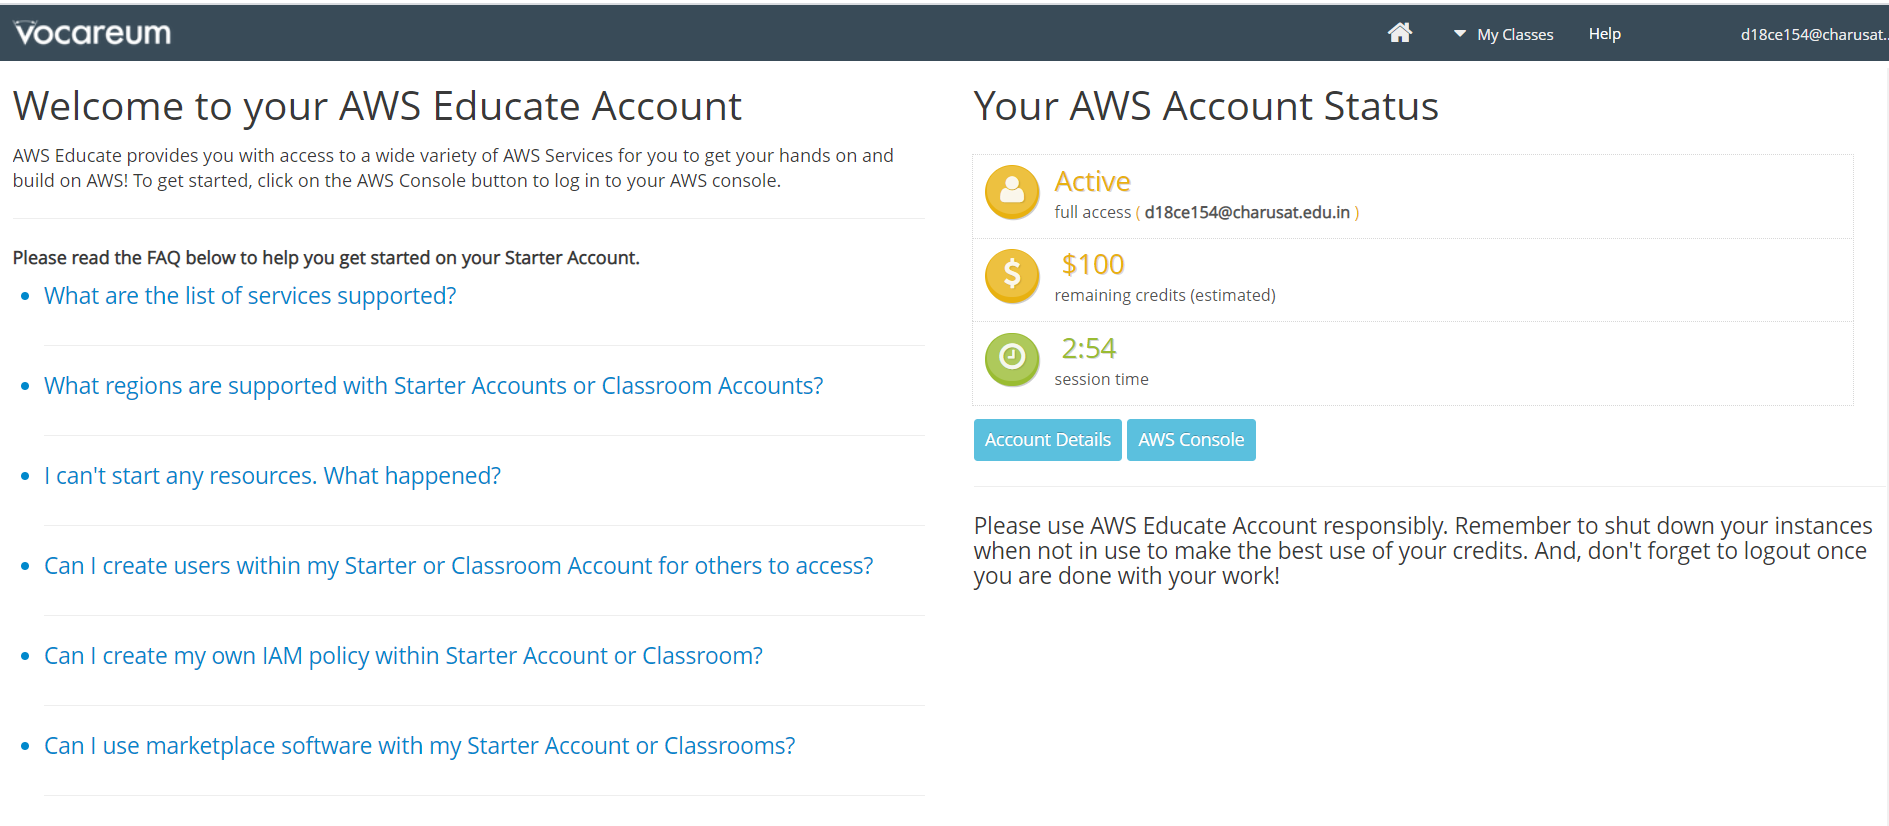 Vocareum
My Classes
Help
d18ce154@charusat..
Welcome to your AWS Educate Account
AWS Educate provides you with access to a wide variety of AWS Services for you to get your hands on and
build on AWS! To get started, click on the AWS Console button to log in to your AWS console.
Please read the FAQ below to help you get started on your Starter Account.
What are the list of services supported?
What regions are supported with Starter Accounts or Classroom Accounts?
I can't start any resources. What happened?
Can I create users within my Starter or Classroom Account for others to access?
Can I create my own IAM policy within Starter Account or Classroom?
Can I use marketplace software with my Starter Account or Classrooms?
Your AWS Account Status
Active
full access ( d18ce154@charusat.edu.in )
$100
remaining credits (estimated)
2:54
session time
Account Details
AWS Console
Please use AWS Educate Account responsibly. Remember to shut down your instances
when not in use to make the best use of your credits. And, don't forget to logout once
you are done with your work!